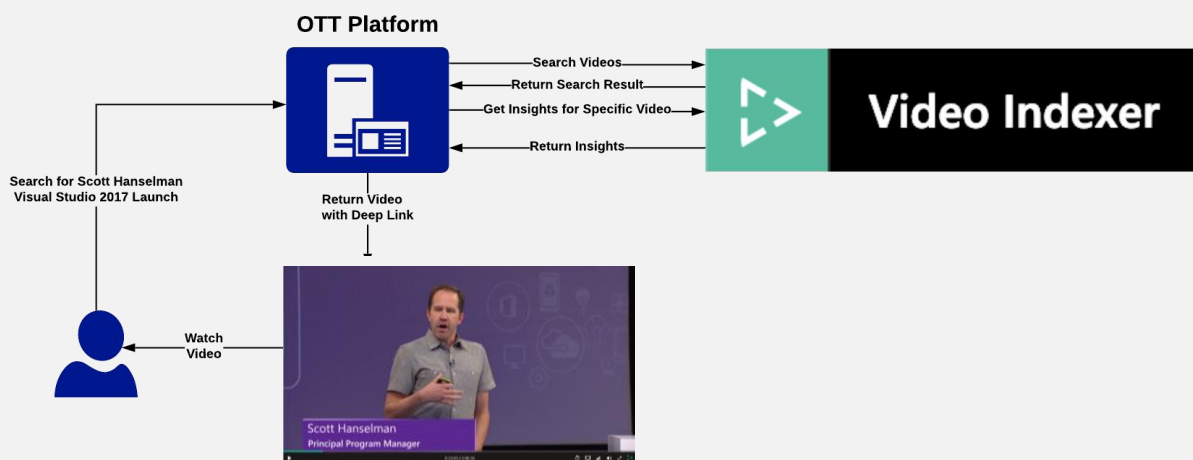 OTT Platform
Search Videos
Return Search Result
Get Insights for Specific Video
Return Insights
Video Indexer
Search for Scott Hanselman
Visual Studio 2017 Launch
Return Video
with Deep Link
Watch
Video
Scott Hanselman
Principal Program Manager